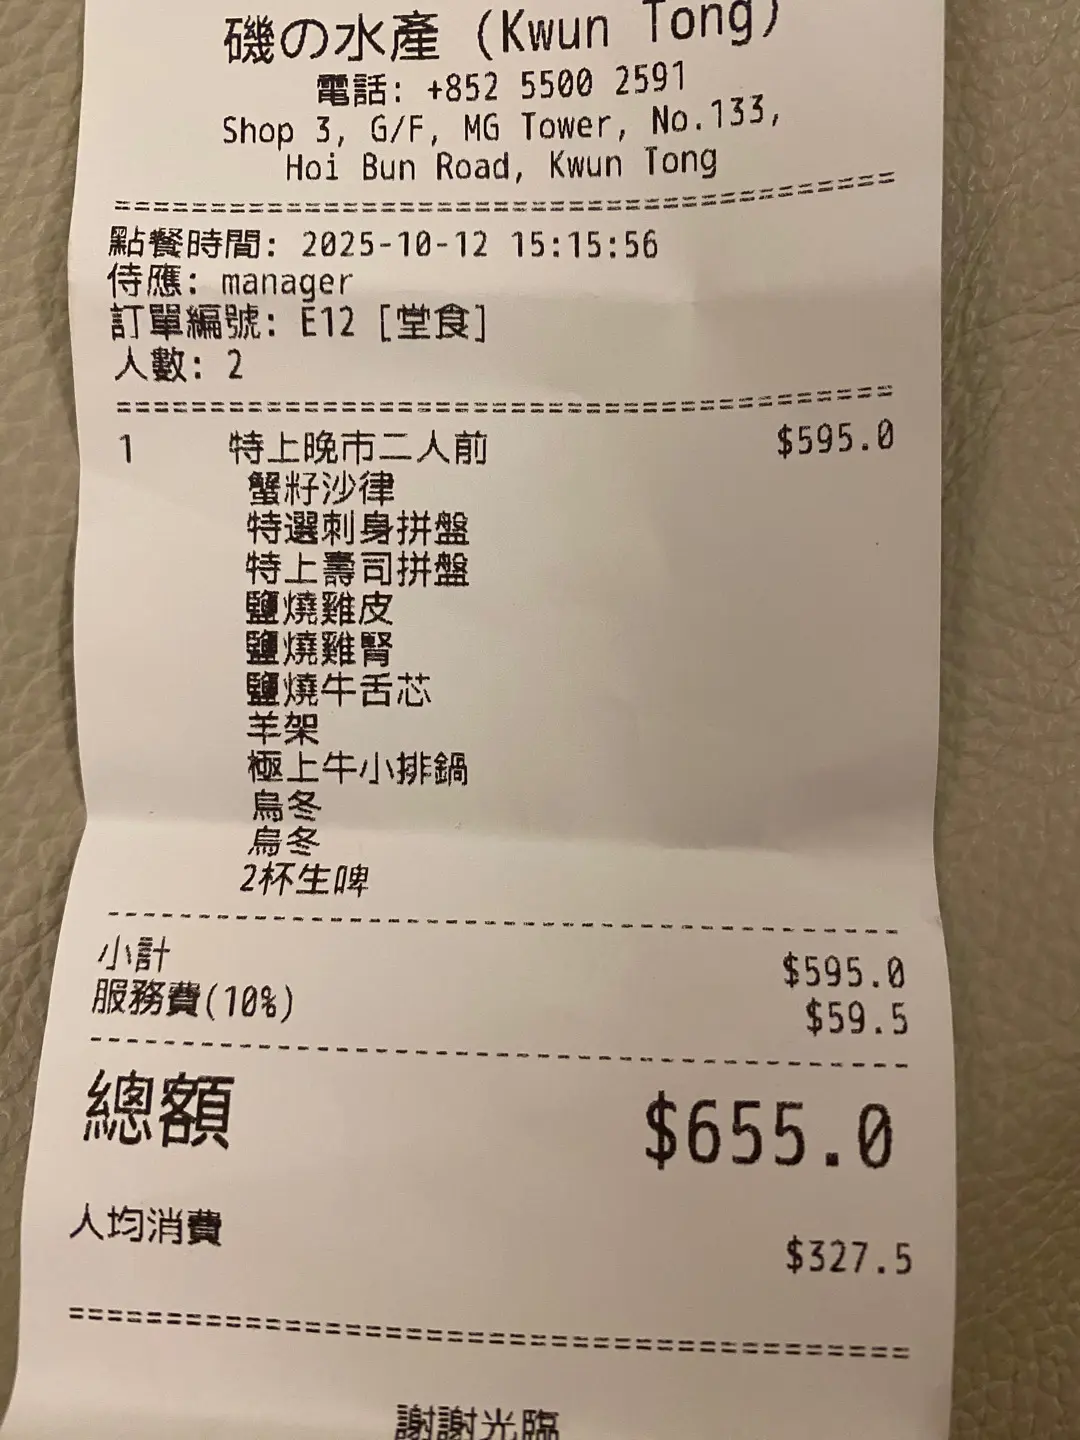 磯の水產 (Kwun Tong)
電話: +852 5500 2591
Shop 3, G/F, MG Tower, No.133,
Hoi Bun Road, Kwun Tong
點餐時間: 2025-10-12 15:15:56
侍應: manager
訂單編號: E12 [堂食]
人數: 2
1 特上晚市二人前 $595.0
蟹籽沙律
特選刺身拼盤
特上壽司拼盤
鹽燒雞皮
鹽燒雞腎
鹽燒牛舌芯
羊架
極上牛小排鍋
烏冬
烏冬
2杯生啤
小計 $595.0
服務費(10%) $59.5
總額 $655.0
人均消費 $327.5
謝謝光臨